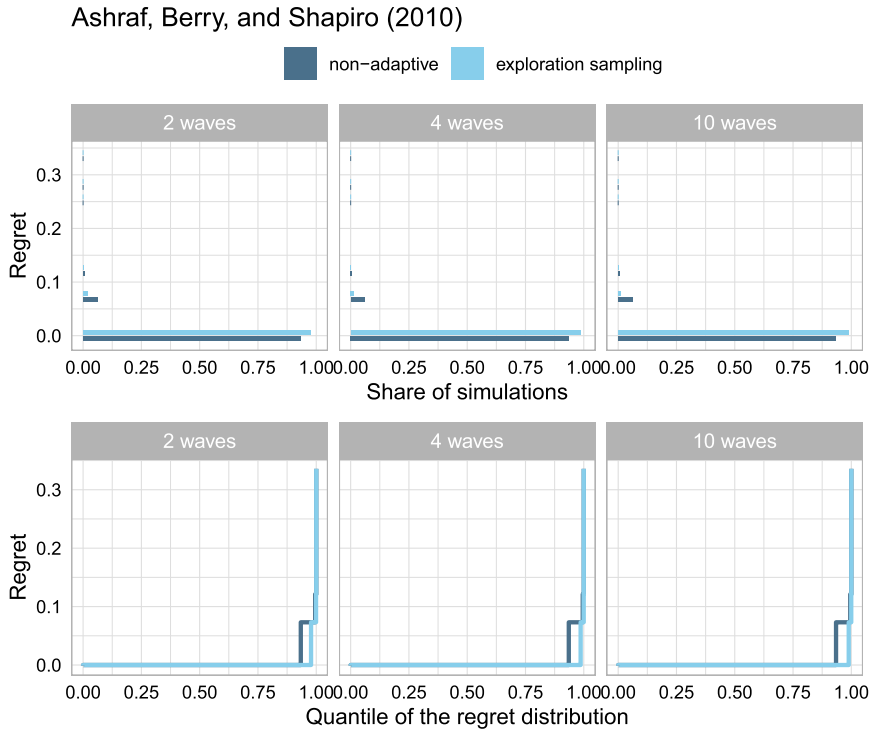 Ashraf, Berry, and Shapiro (2010)
non−adaptive exploration sampling
2 waves 4 waves 10 waves
Regret
0.3
0.2
0.1
0.0
0.00 0.25 0.50 0.75 1.00 0.00 0.25 0.50 0.75 1.00 0.00 0.25 0.50 0.75 1.00
Share of simulations
2 waves 4 waves 10 waves
Regret
0.3
0.2
0.1
0.0
0.00 0.25 0.50 0.75 1.00 0.00 0.25 0.50 0.75 1.00 0.00 0.25 0.50 0.75 1.00
Quantile of the regret distribution